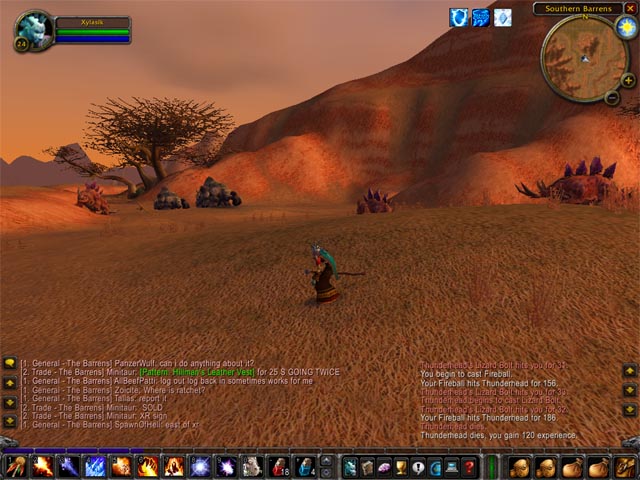 Xylasik
24
Southern Barrens
N
[1. General - The Barrens] PanzerWulf: can i do anything about it?
[2. Trade - The Barrens] Minitaur: [Pattern: Hillman's Leather Vest] for 25 S GOING TWICE
[1. General - The Barrens] AllBeefPatti: log out log back in sometimes works for me
[1. General - The Barrens] Zoicite: Where is ratchet?
[1. General - The Barrens] Tallas: report it
[2. Trade - The Barrens] Minitaur: SOLD
[2. Trade - The Barrens] Minitaur: XR sign
[1. General - The Barrens] SpawnOfHell: east of xr
Thunderhead's Lizard Bolt hits you for 31.
You begin to cast Fireball.
Your Fireball hits Thunderhead for 156.
Thunderhead's Lizard Bolt hits you for 33.
Thunderhead begins to cast Lizard Bolt.
Thunderhead's Lizard Bolt hits you for 32.
Your Fireball hits Thunderhead for 186.
Thunderhead dies.
Thunderhead dies, you gain 120 experience.
18
4